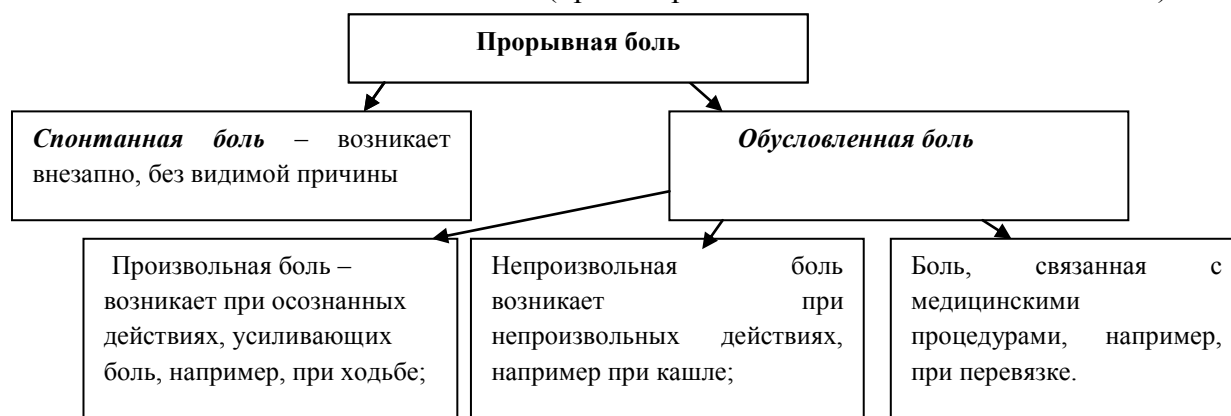 Прорывная боль
Спонтанная боль – возникает
внезапно, без видимой причины
Обусловленная боль
Произвольная боль –
возникает при осознанных
действиях, усиливающих
боль, например, при ходьбе;
Непроизвольная боль
возникает при
непроизвольных действиях,
например при кашле;
Боль, связанная с
медицинскими
процедурами, например,
при перевязке.